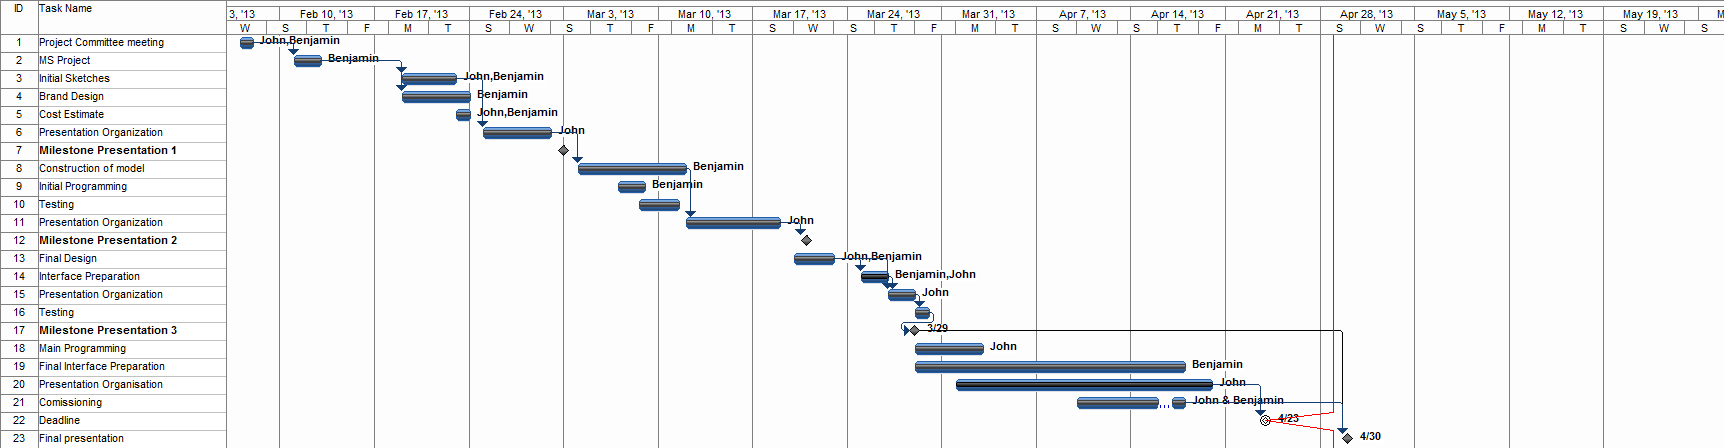 ID Task Name 3, '13 Feb 10, '13 Feb 17, '13 Feb 24, '13 Mar 3, '13 Mar 10, '13 Mar 17, '13 Mar 24, '13 Mar 31, '13 Apr 7, '13 Apr 14, '13 Apr 21, '13 Apr 28, '13 May 5, '13 May 12, '13 May 19, '13 M
W S T F M T S W S T F M T S W S T F M T S W S T F M T S W S T F M T S W S
1 Project Committee meeting John,Benjamin
2 MS Project Benjamin
3 Initial Sketches John,Benjamin
4 Brand Design Benjamin
5 Cost Estimate John,Benjamin
6 Presentation Organization John
7 Milestone Presentation 1
8 Construction of model Benjamin
9 Initial Programming Benjamin
10 Testing
11 Presentation Organization John
12 Milestone Presentation 2
13 Final Design John,Benjamin
14 Interface Preparation Benjamin,John
15 Presentation Organization John
16 Testing
17 Milestone Presentation 3 3/29
18 Main Programming John
19 Final Interface Preparation Benjamin
20 Presentation Organisation John
21 Comissioning John & Benjamin
22 Deadline 4/23
23 Final presentation 4/30